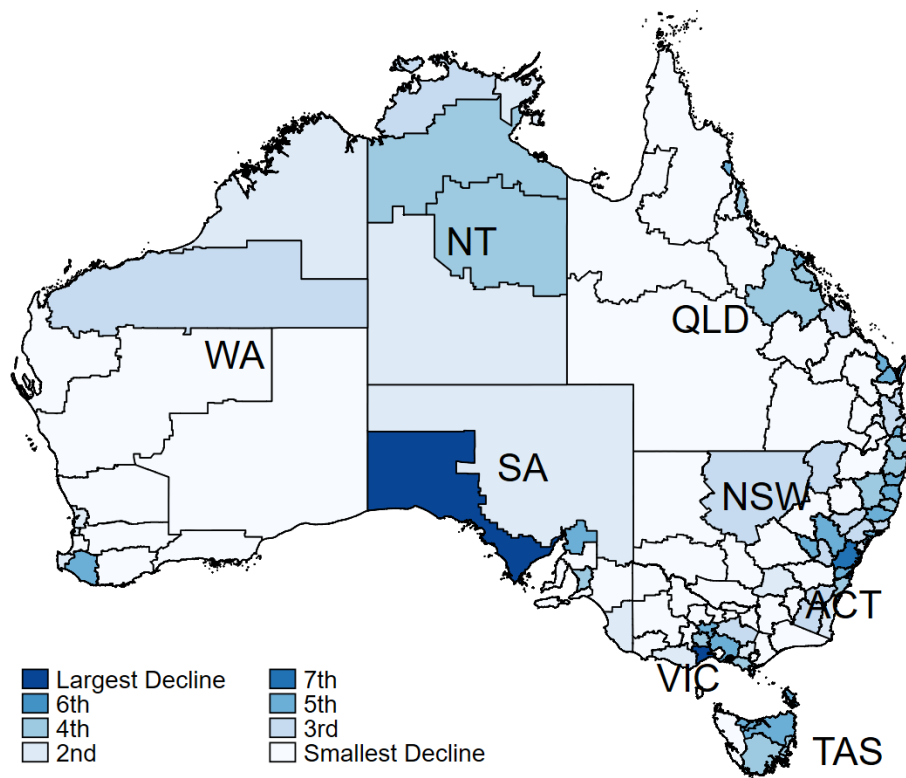 NT
QLD
WA
SA
NSW
ACT
VIC
TAS
Largest Decline
6th
4th
2nd
7th
5th
3rd
Smallest Decline